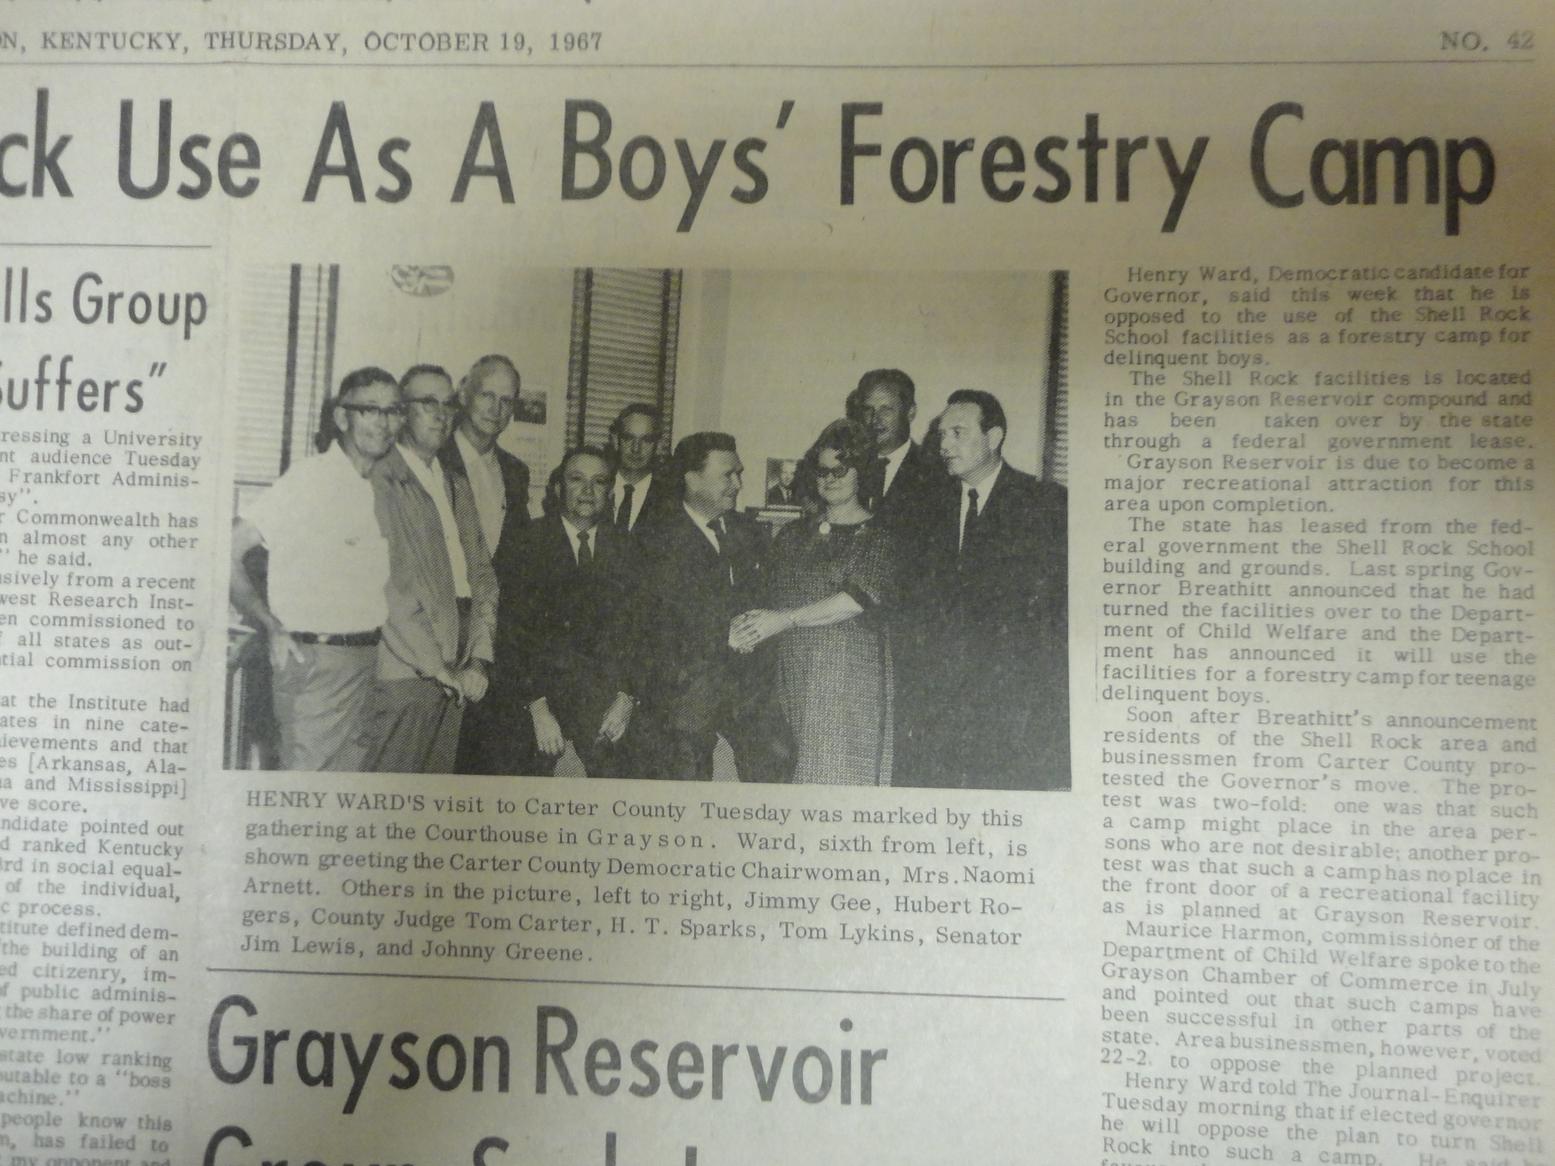 KENTUCKY, THURSDAY, OCTOBER 19, 1967
NO. 42
Use As A Boys' Forestry Camp
Group
ressing a University
audience Tuesday
Frankfort Adminis-
Commonwealth has
almost any other
" he said.
from a recent
Research Inst-
commissioned to
all states as out-
commission on
at the Institute had
in nine cate-
and that
[Arkansas, Ala-
and Mississippi]
score.
pointed out
ranked Kentucky
in social equal-
of the individual,
process.
defined dem-
the building of an
citizenry, im-
of public adminis-
the share of power
state low ranking
to a "boss
people know this
has failed to
my opponent and
HENRY WARD'S visit to Carter County Tuesday was marked by this
gathering at the Courthouse in Grayson. Ward, sixth from left, is
shown greeting the Carter County Democratic Chairwoman, Mrs. Naomi
Arnett. Others in the picture, left to right, Jimmy Gee, Hubert Ro-
gers, County Judge Tom Carter, H. T. Sparks, Tom Lykins, Senator
Jim Lewis, and Johnny Greene.
Grayson Reservoir
Henry Ward, Democratic candidate for
Governor, said this week that he is
opposed to the use of the Shell Rock
School facilities as a forestry camp for
delinquent boys.
The Shell Rock facilities is located
in the Grayson Reservoir compound and
has been taken over by the state
through a federal government lease.
Grayson Reservoir is due to become a
major recreational attraction for this
area upon completion.
The state has leased from the fed-
eral government the Shell Rock School
building and grounds. Last spring Gov-
ernor Breathitt announced that he had
turned the facilities over to the Depart-
ment of Child Welfare and the Depart-
ment has announced it will use the
facilities for a forestry camp for teenage
delinquent boys.
Soon after Breathitt's announcement
residents of the Shell Rock area and
businessmen from Carter County pro-
tested the Governor's move. The pro-
test was two-fold: one was that such
a camp might place in the area per-
sons who are not desirable; another pro-
test was that such a camp has no place in
the front door of a recreational facility
as is planned at Grayson Reservoir.
Maurice Harmon, commissioner of the
Department of Child Welfare spoke to the
Grayson Chamber of Commerce in July
and pointed out that such camps have
been successful in other parts of the
state. Area businessmen, however, voted
22-2. to oppose the planned project.
Henry Ward told The Journal-Enquirer
Tuesday morning that if elected governor
he will oppose the plan to turn Shell
Rock into such a camp. He said